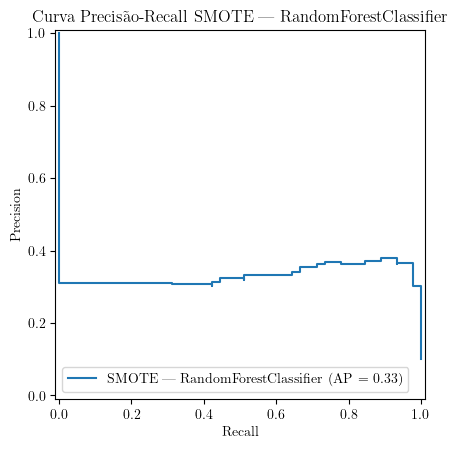 Curva Precisão-Recall SMOTE — RandomForestClassifier
1.0
0.8
0.6
0.4
0.2
0.0
Precision
SMOTE — RandomForestClassifier (AP = 0.33)
0.0 0.2 0.4 0.6 0.8 1.0
Recall